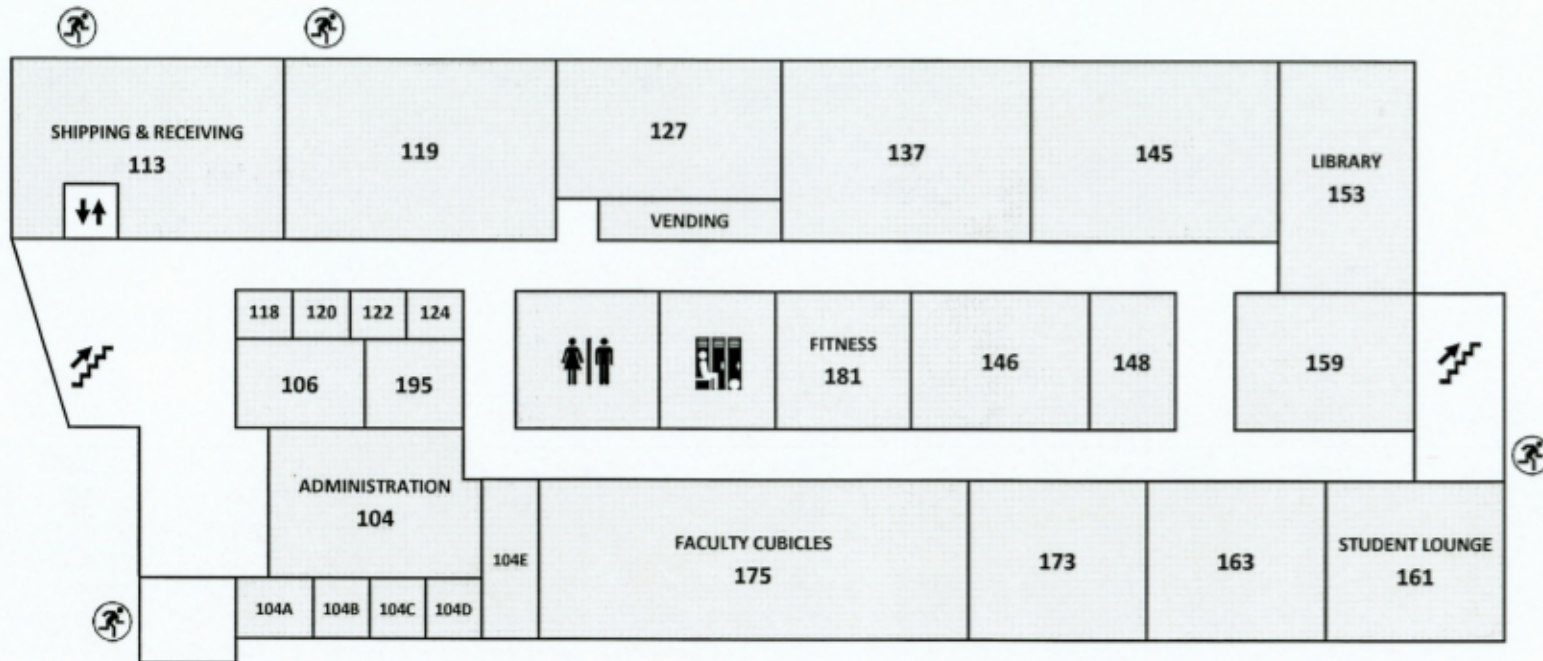 SHIPPING & RECEIVING
113
119
127
137
145
LIBRARY
153
VENDING
118 120 122 124
106
195
FITNESS
181
146
148
159
ADMINISTRATION
104
104E
FACULTY CUBICLES
175
173
163
STUDENT LOUNGE
161
104A 104B 104C 104D